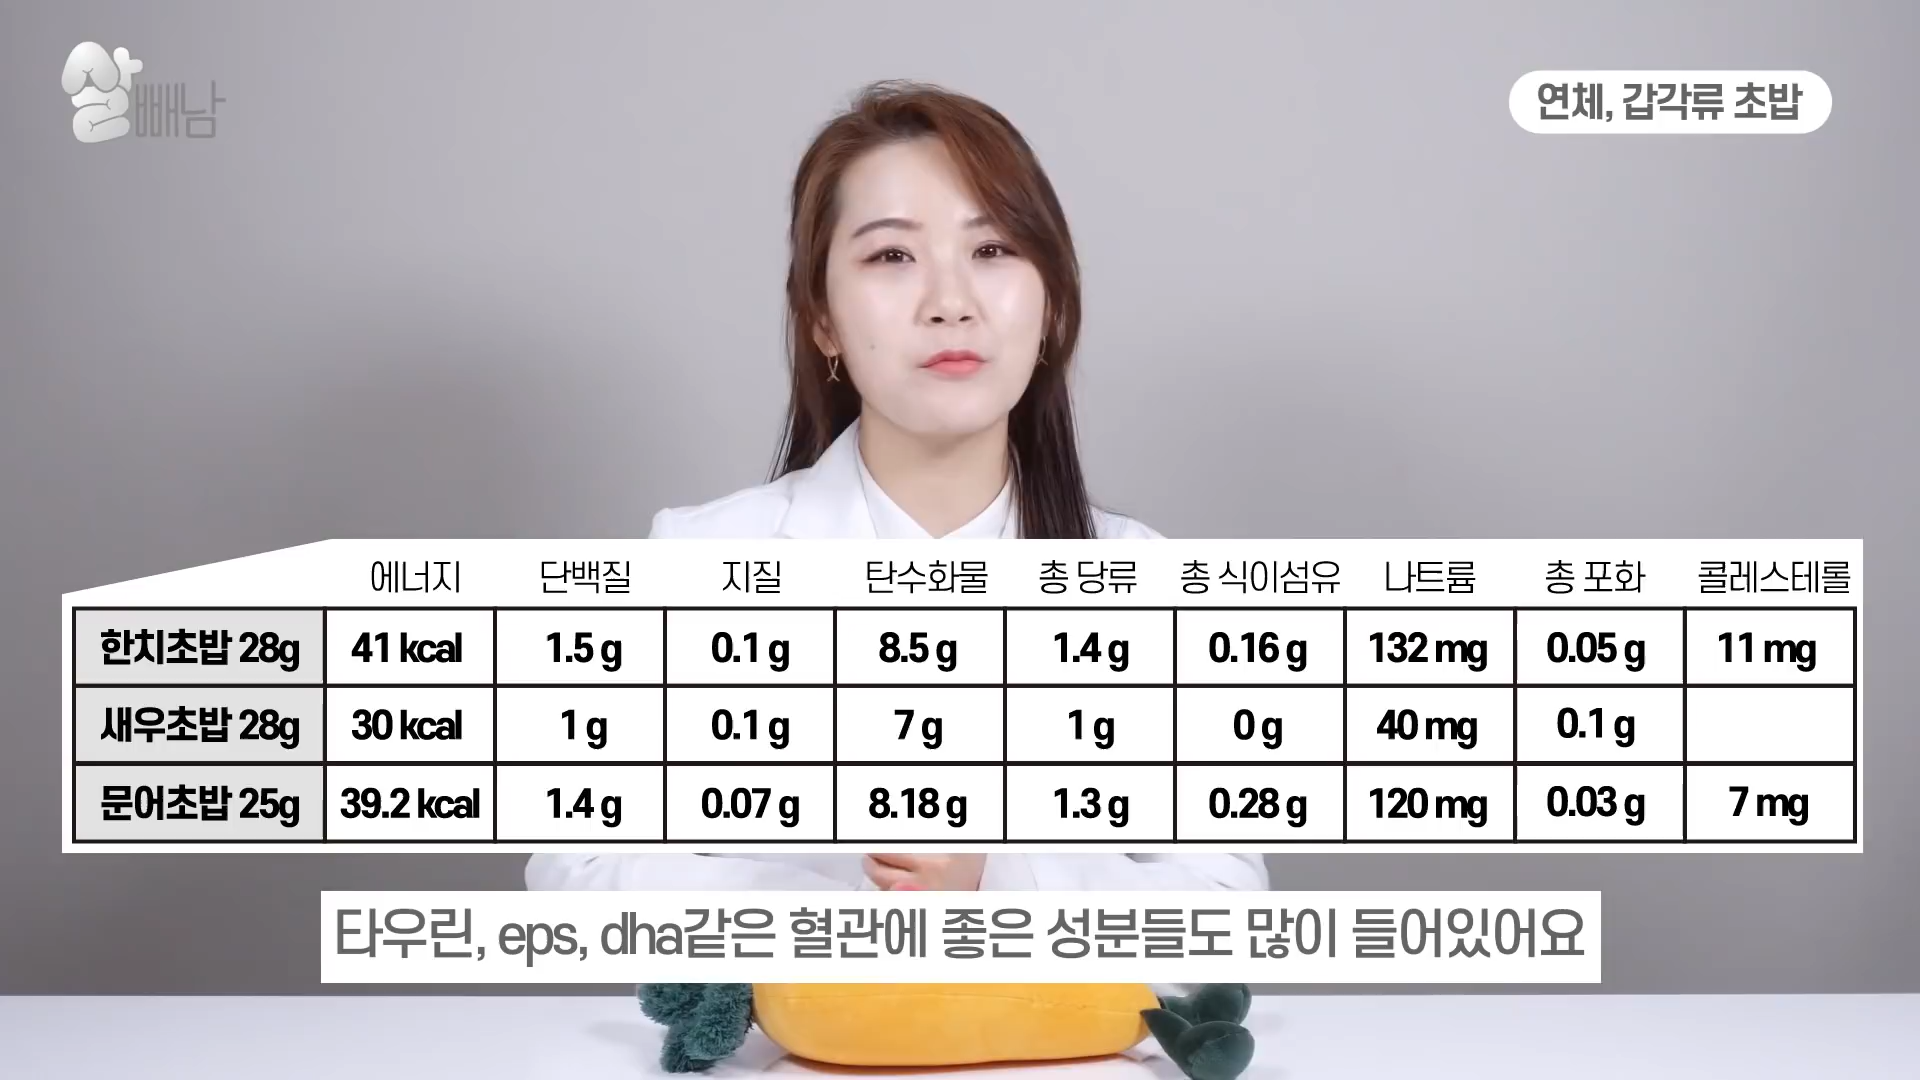 살빼남
연체, 갑각류 초밥
에너지 단백질 지질 탄수화물 총 당류 총 식이섬유 나트륨 총 포화 콜레스테롤
한치초밥 28g 41 kcal 1.5 g 0.1 g 8.5 g 1.4 g 0.16 g 132 mg 0.05 g 11 mg
새우초밥 28g 30 kcal 1 g 0.1 g 7 g 1 g 0 g 40 mg 0.1 g
문어초밥 25g 39.2 kcal 1.4 g 0.07 g 8.18 g 1.3 g 0.28 g 120 mg 0.03 g 7 mg
타우린, eps, dha같은 혈관에 좋은 성분들도 많이 들어있어요